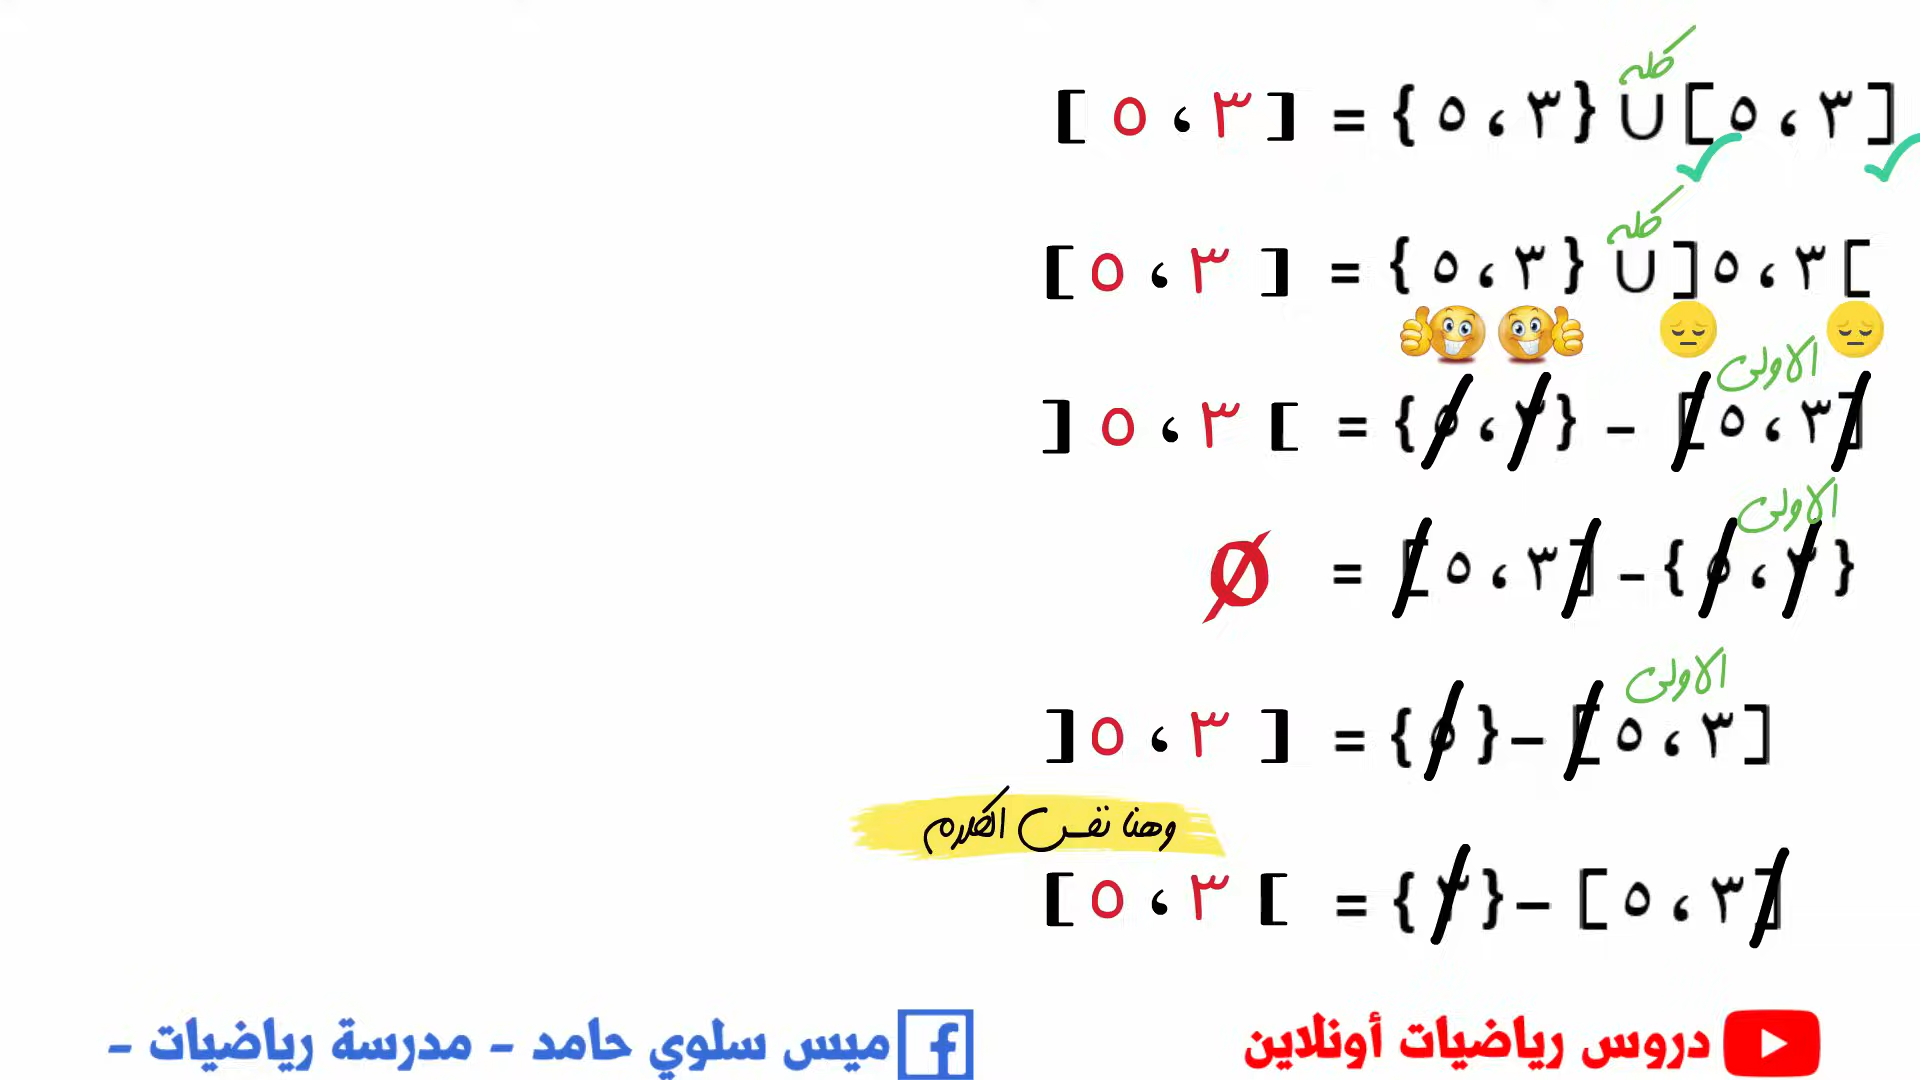 كله
[٣ ، ٥] ∪ {٣ ، ٥} = [٣ ، ٥]
كله
]٣ ، ٥[ ∪ {٣ ، ٥} = [٣ ، ٥]
الاولى
[٣ ، ٥] – {٣ ، ٥} = ]٣ ، ٥[
الاولى
{٣ ، ٥} – [٣ ، ٥] = Ø
الاولى
[٣ ، ٥] – {٥} = [٣ ، ٥[
وهنا نفس الكلام
[٣ ، ٥] – {٣} = ]٣ ، ٥]
دروس رياضيات أونلاين
ميس سلوي حامد - مدرسة رياضيات -